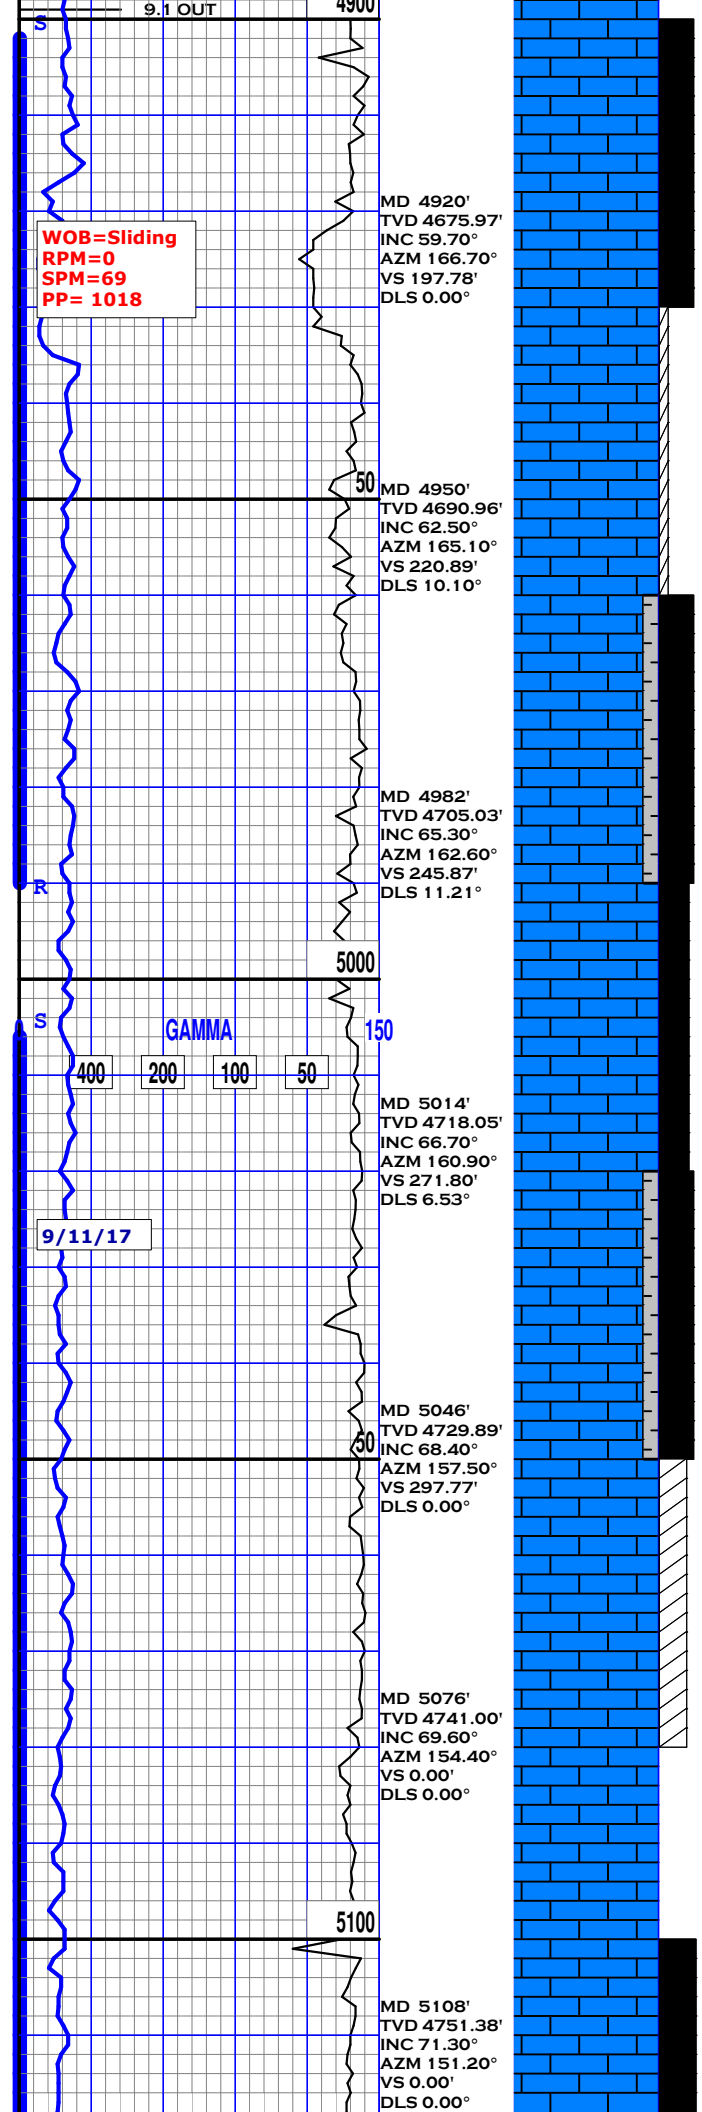 9.1 OUT
4900
S
MD 4920'
TVD 4675.97'
INC 59.70°
AZM 166.70°
VS 197.78'
DLS 0.00°
WOB=Sliding
RPM=0
SPM=69
PP= 1018
50
MD 4950'
TVD 4690.96'
INC 62.50°
AZM 165.10°
VS 220.89'
DLS 10.10°
MD 4982'
TVD 4705.03'
INC 65.30°
AZM 162.60°
VS 245.87'
DLS 11.21°
R
5000
S
GAMMA 150
400 200 100 50
MD 5014'
TVD 4718.05'
INC 66.70°
AZM 160.90°
VS 271.80'
DLS 6.53°
9/11/17
MD 5046'
TVD 4729.89'
50
INC 68.40°
AZM 157.50°
VS 297.77'
DLS 0.00°
MD 5076'
TVD 4741.00'
INC 69.60°
AZM 154.40°
VS 0.00'
DLS 0.00°
5100
MD 5108'
TVD 4751.38'
INC 71.30°
AZM 151.20°
VS 0.00'
DLS 0.00°